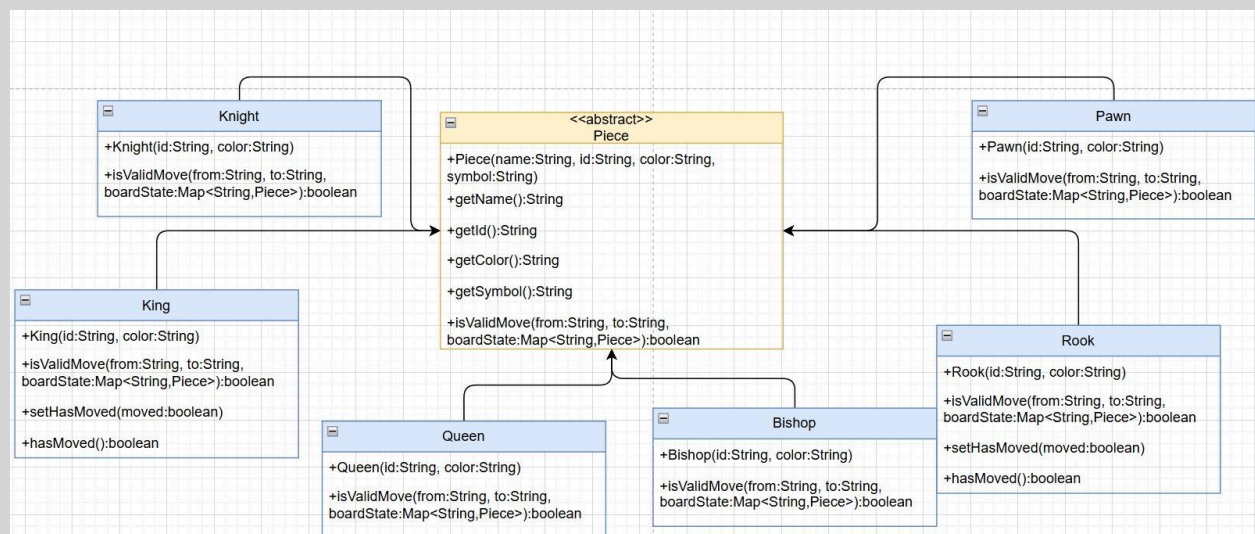 Knight
+Knight(id:String, color:String)
+isValidMove(from:String, to:String,
boardState:Map<String,Piece>):boolean
<<abstract>>
Piece
+Piece(name:String, id:String, color:String,
symbol:String)
+getName():String
+getId():String
+getColor():String
+getSymbol():String
+isValidMove(from:String, to:String,
boardState:Map<String,Piece>):boolean
Pawn
+Pawn(id:String, color:String)
+isValidMove(from:String, to:String,
boardState:Map<String,Piece>):boolean
King
+King(id:String, color:String)
+isValidMove(from:String, to:String,
boardState:Map<String,Piece>):boolean
+setHasMoved(moved:boolean)
+hasMoved():boolean
Queen
+Queen(id:String, color:String)
+isValidMove(from:String, to:String,
boardState:Map<String,Piece>):boolean
Bishop
+Bishop(id:String, color:String)
+isValidMove(from:String, to:String,
boardState:Map<String,Piece>):boolean
Rook
+Rook(id:String, color:String)
+isValidMove(from:String, to:String,
boardState:Map<String,Piece>):boolean
+setHasMoved(moved:boolean)
+hasMoved():boolean